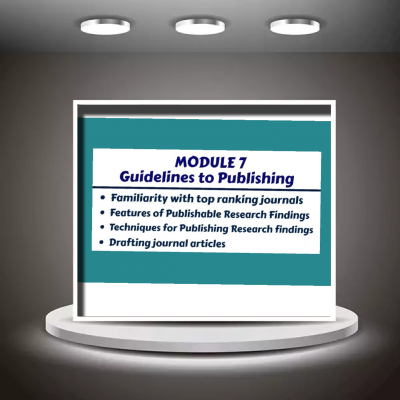 MODULE 7
Guidelines to Publishing
• Familiarity with top ranking journals
• Features of Publishable Research Findings
• Techniques for Publishing Research findings
• Drafting journal articles